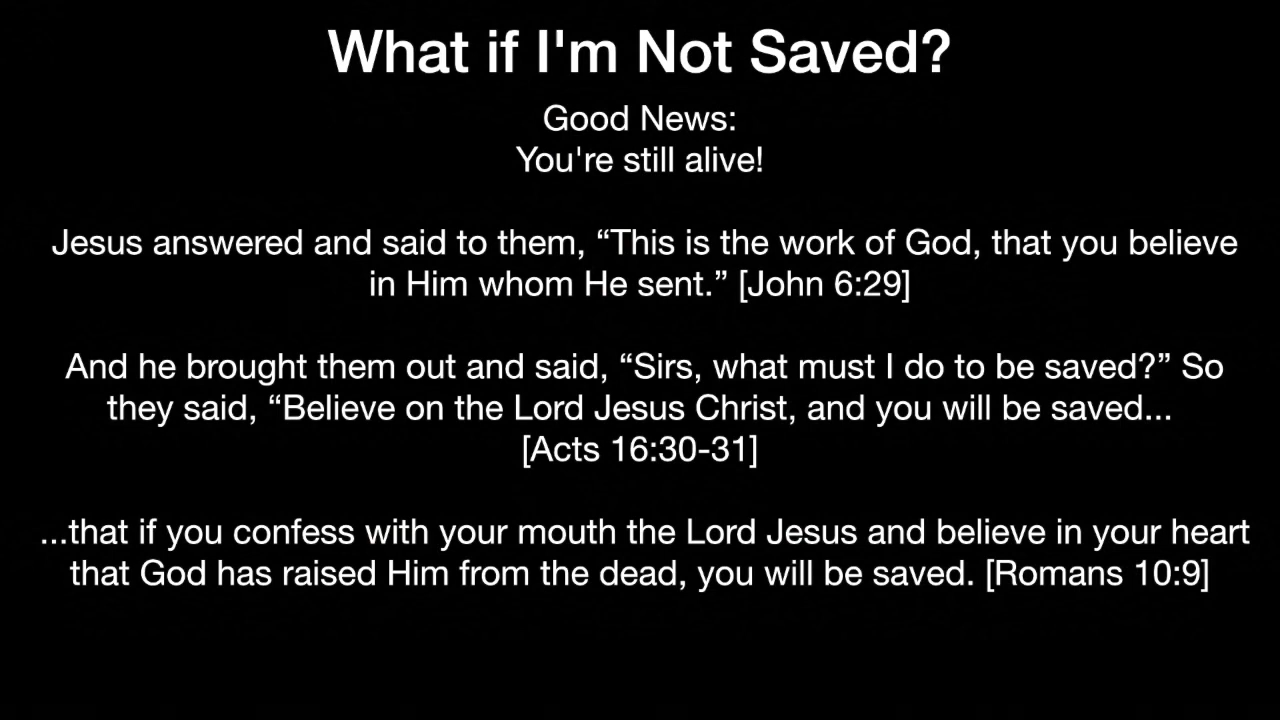 What if I'm Not Saved?
Good News:
You're still alive!
Jesus answered and said to them, “This is the work of God, that you believe
in Him whom He sent.” [John 6:29]
And he brought them out and said, “Sirs, what must I do to be saved?” So
they said, “Believe on the Lord Jesus Christ, and you will be saved...
[Acts 16:30-31]
...that if you confess with your mouth the Lord Jesus and believe in your heart
that God has raised Him from the dead, you will be saved. [Romans 10:9]